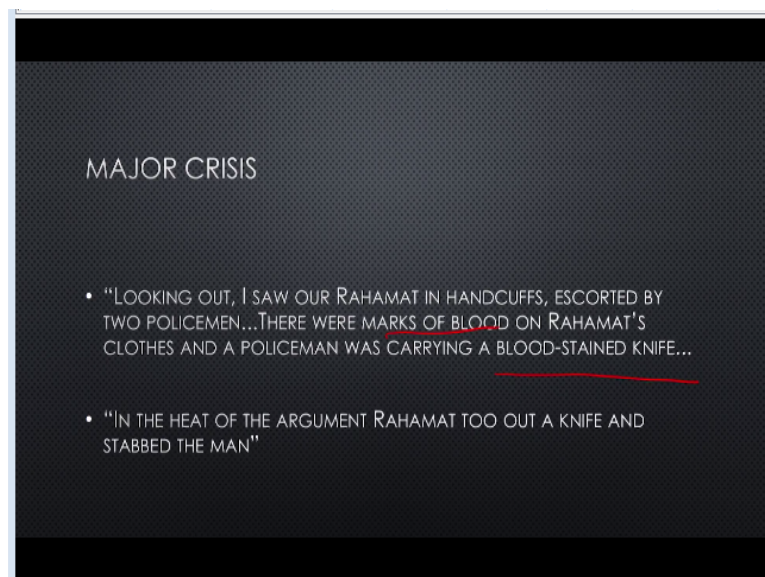 MAJOR CRISIS
• “LOOKING OUT, I SAW OUR RAHAMAT IN HANDCUFFS, ESCORTED BY
TWO POLICEMEN...THERE WERE MARKS OF BLOOD ON RAHAMAT’S
CLOTHES AND A POLICEMAN WAS CARRYING A BLOOD-STAINED KNIFE...
• “IN THE HEAT OF THE ARGUMENT RAHAMAT TOO OUT A KNIFE AND
STABBED THE MAN”